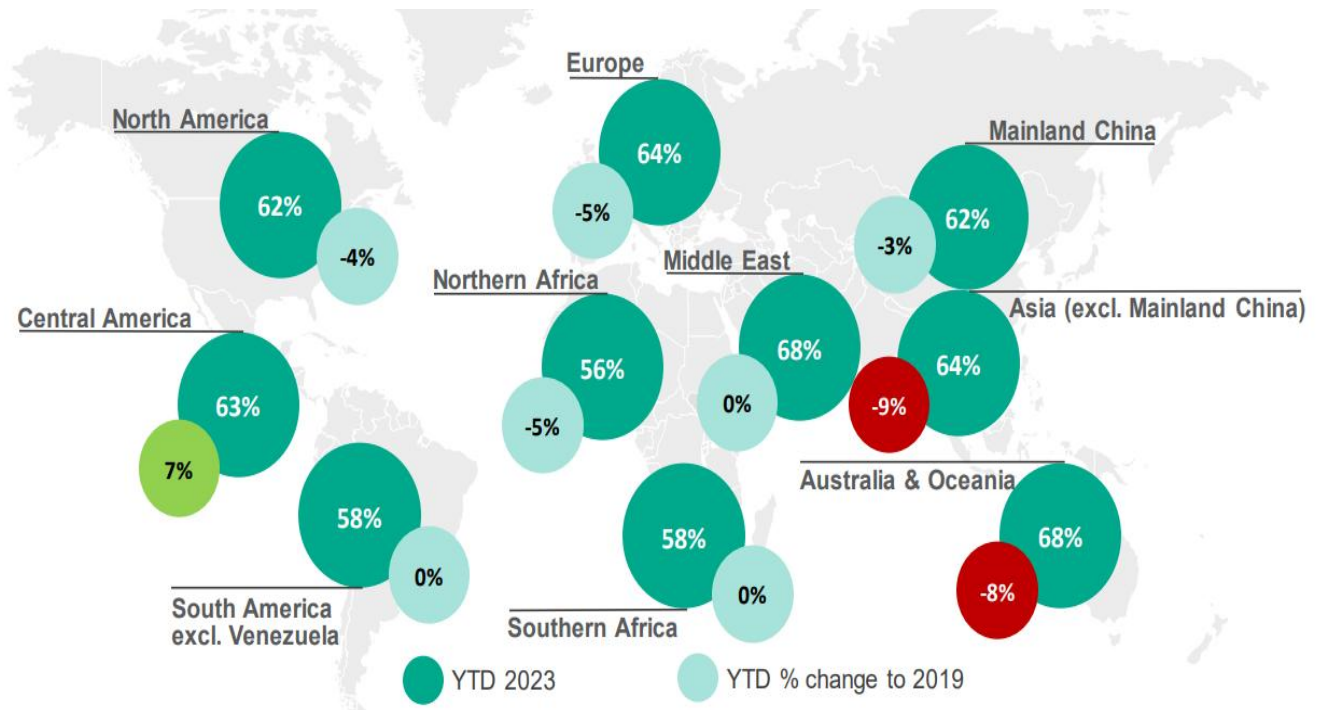 Europe
64%
-5%
North America
62%
-4%
Mainland China
62%
-3%
Middle East
68%
0%
Northern Africa
56%
-5%
Asia (excl. Mainland China)
64%
-9%
Central America
63%
7%
Australia & Oceania
68%
-8%
58%
0%
South America
excl. Venezuela
58%
0%
Southern Africa
YTD 2023
YTD % change to 2019